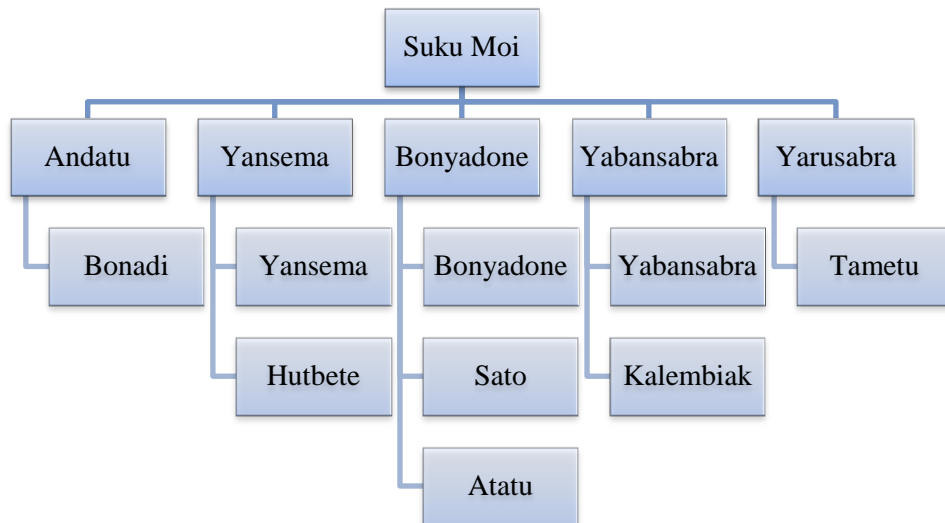 Suku Moi
Andatu
Yansema
Bonyadone
Yabansabra
Yarusabra
Bonadi
Yansema
Bonyadone
Yabansabra
Tametu
Hutbete
Sato
Kalembiak
Atatu